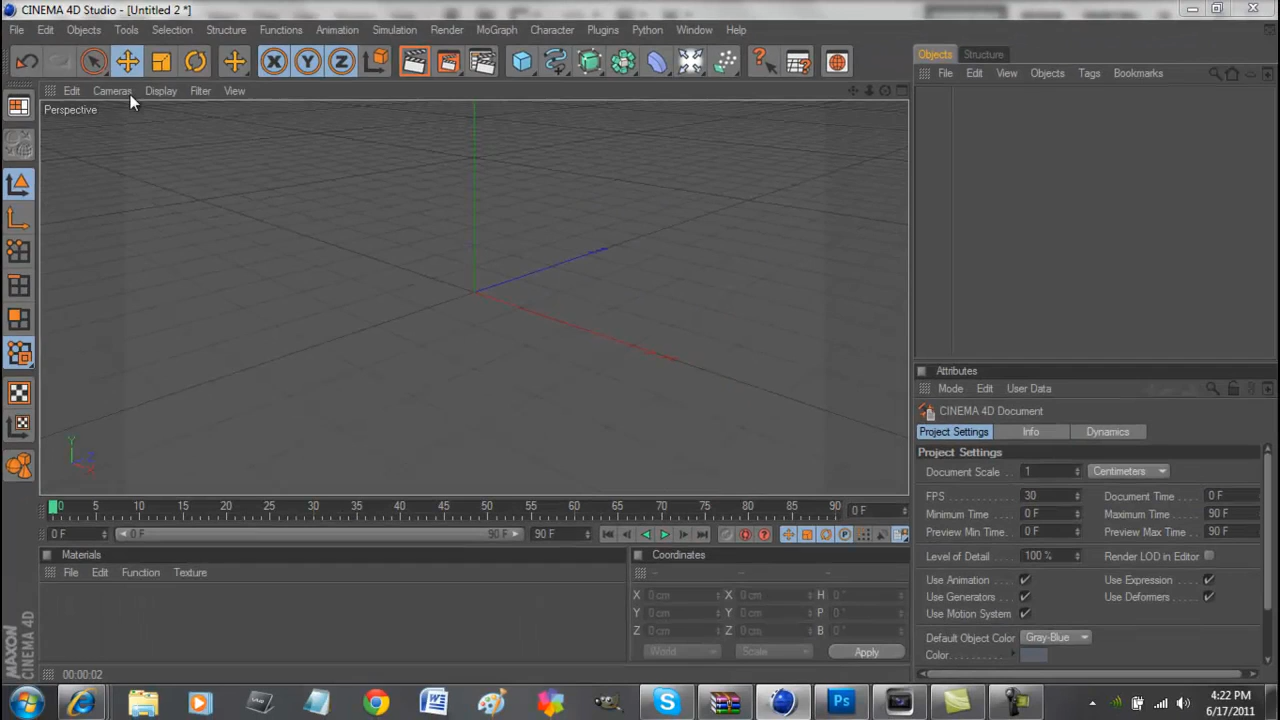 CINEMA 4D Studio - [Untitled 2 *]
File Edit Objects Tools Selection Structure Functions Animation Simulation Render MoGraph Character Plugins Python Window Help
X Y Z
Objects Structure
File Edit View Objects Tags Bookmarks
Edit Cameras Display Filter View
Perspective
Y
Z
X
Attributes
Mode Edit User Data
CINEMA 4D Document
Project Settings Info Dynamics
Project Settings
Document Scale 1 Centimeters
FPS 30 Document Time 0 F
Minimum Time 0 F Maximum Time 90 F
Preview Min Time 0 F Preview Max Time 90 F
Level of Detail 100 % Render LOD in Editor
Use Animation Use Expression
Use Generators Use Deformers
Use Motion System
Default Object Color Gray-Blue
Color
0 5 10 15 20 25 30 35 40 45 50 55 60 65 70 75 80 85 90 0 F
0 F 0 F 90 F 90 F P
Materials
File Edit Function Texture
Coordinates
X 0 cm X 0 cm H 0 °
Y 0 cm Y 0 cm P 0 °
Z 0 cm Z 0 cm B 0 °
World Scale Apply
MAXON CINEMA 4D
00:00:02
W
Ps
4:22 PM
6/17/2011